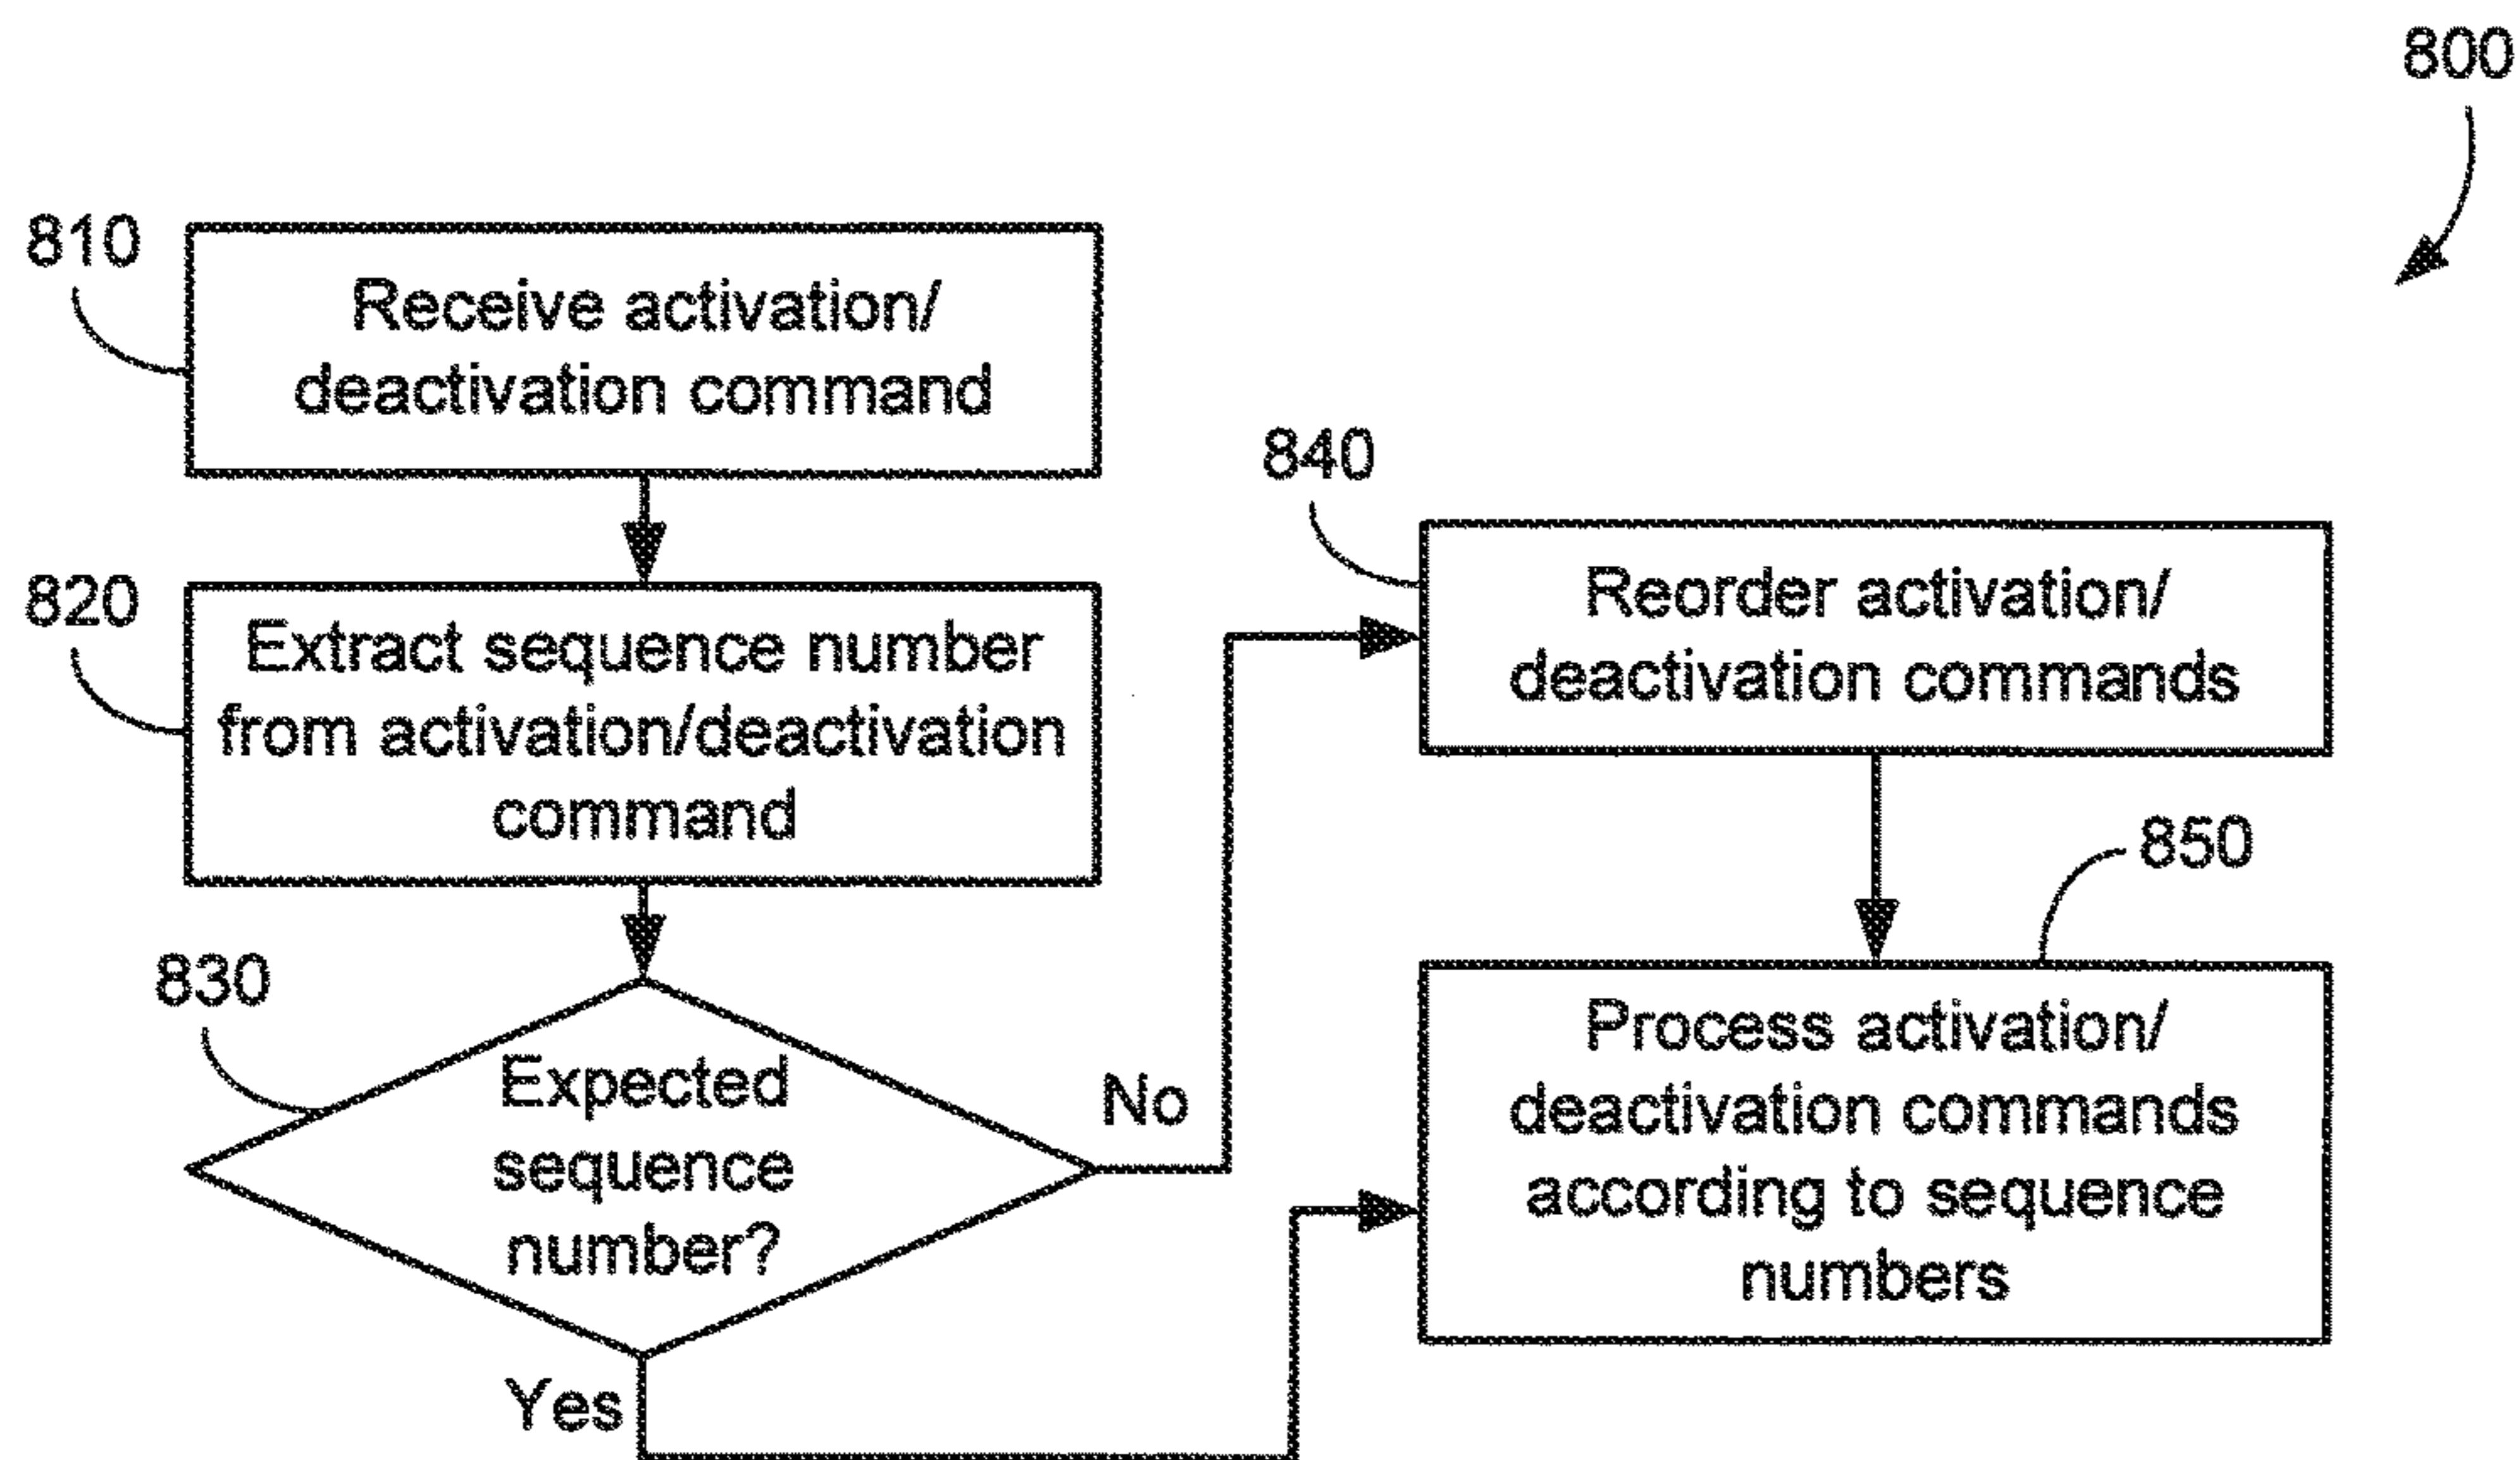 800
810
Receive activation/
deactivation command
820
Extract sequence number
from activation/deactivation
command
830
Expected
sequence
number?
No
Yes
840
Reorder activation/
deactivation commands
850
Process activation/
deactivation commands
according to sequence
numbers